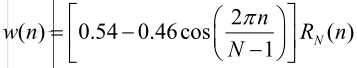 w(n) = [0.54 − 0.46 cos(2πn / (N − 1))] R_N(n)